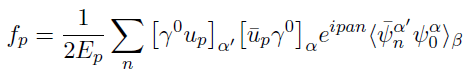 f_p = \frac{1}{2E_p} \sum_n [\gamma^0 u_p]_{\alpha'} [\bar{u}_p \gamma^0]_\alpha e^{ipan} \langle \bar{\psi}_n^{\alpha'} \psi_0^\alpha \rangle_\beta